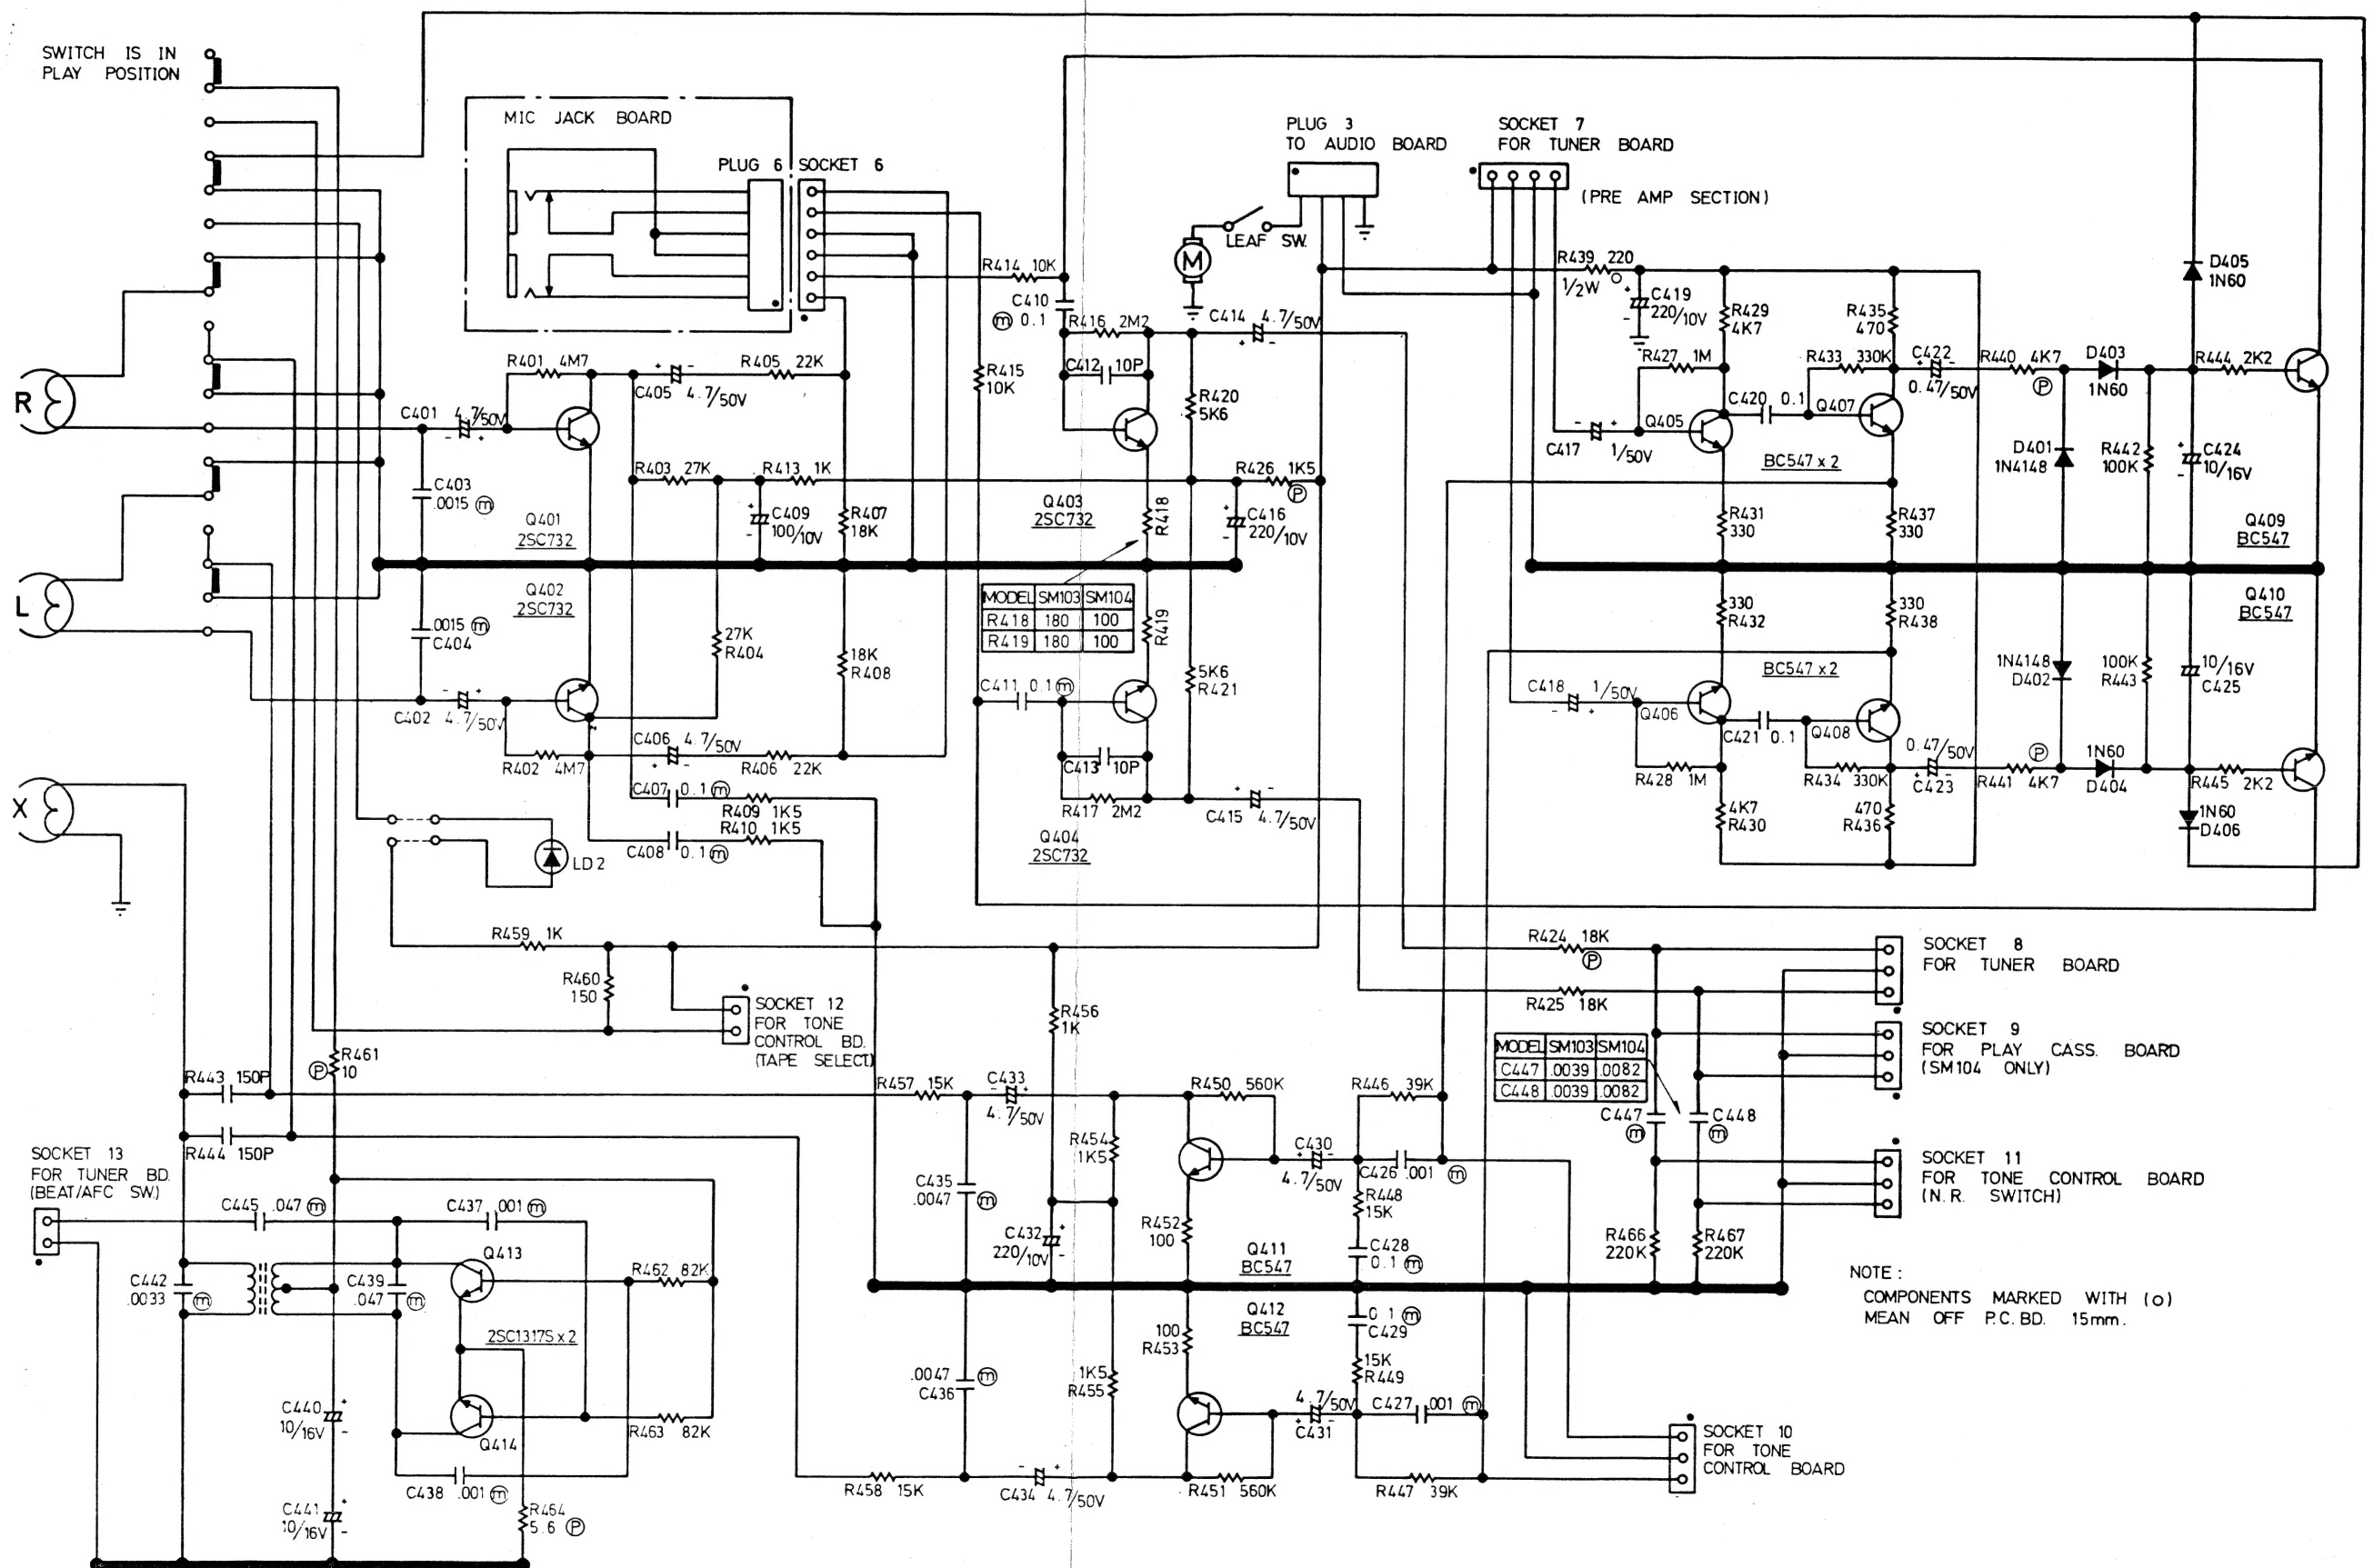 SWITCH IS IN
PLAY POSITION
MIC JACK BOARD
PLUG 6
SOCKET 6
PLUG 3
TO AUDIO BOARD
SOCKET 7
FOR TUNER BOARD
(PRE AMP SECTION)
LEAF SW.
M
R414 10K
C410
ⓜ 0.1
R416 2M2
C412 10P
C414 4.7/50V
R439 220
1/2W
C419
220/10V
R429
4K7
R435
470
D405
1N60
R401 4M7
C405 4.7/50V
R405 22K
R415
10K
R420
5K6
R427 1M
R433 330K
C422
0.47/50V
R440 4K7
Ⓟ
D403
1N60
R444 2K2
R
C401 4.7/50V
C420 0.1
Q405
Q407
C417 1/50V
BC547 x 2
D401
1N4148
R442
100K
C424
10/16V
C403
.0015 ⓜ
R403 27K
R413 1K
R426 1K5
Ⓟ
Q401
2SC732
C409
100/10V
R407
18K
Q403
2SC732
R418
C416
220/10V
R431
330
R437
330
Q409
BC547
L
Q402
2SC732
.0015 ⓜ
C404
27K
R404
18K
R408
MODEL SM103 SM104
R418 180 100
R419 180 100
R419
330
R432
330
R438
Q410
BC547
5K6
R421
BC547 x 2
1N4148
D402
100K
R443
10/16V
C425
C402 4.7/50V
C411 0.1 ⓜ
C418 1/50V
Q406
C421 0.1
Q408
C406 4.7/50V
R402 4M7
R406 22K
C413 10P
R417 2M2
R428 1M
R434 330K
0.47/50V
C423
R441 4K7
Ⓟ
1N60
D404
R445 2K2
X
C407 0.1 ⓜ
R409 1K5
R410 1K5
C408 0.1 ⓜ
LD2
C415 4.7/50V
Q404
2SC732
4K7
R430
470
R436
1N60
D406
R459 1K
R460
150
SOCKET 12
FOR TONE
CONTROL BD.
(TAPE SELECT)
R456
1K
R424 18K
Ⓟ
R425 18K
SOCKET 8
FOR TUNER BOARD
SOCKET 9
FOR PLAY CASS. BOARD
(SM104 ONLY)
MODEL SM103 SM104
C447 .0039 .0082
C448 .0039 .0082
C447
ⓜ
C448
ⓜ
R461
10
Ⓟ
R443 150P
R444 150P
R457 15K
C433
4.7/50V
R450 560K
R446 39K
SOCKET 13
FOR TUNER BD.
(BEAT/AFC SW.)
R454
1K5
C430
4.7/50V
C426 .001 ⓜ
SOCKET 11
FOR TONE CONTROL BOARD
(N.R. SWITCH)
C445 .047 ⓜ
C437 .001 ⓜ
C435
.0047 ⓜ
C432
220/10V
R452
100
R448
15K
R466
220K
R467
220K
C442
.0033 ⓜ
C439
.047 ⓜ
Q413
R462 82K
Q411
BC547
C428
0.1 ⓜ
NOTE :
COMPONENTS MARKED WITH (o)
MEAN OFF P.C.BD. 15mm.
2SC1317S x 2
Q412
BC547
0.1 ⓜ
C429
100
R453
15K
R449
.0047 ⓜ
C436
1K5
R455
C440
10/16V
Q414
R463 82K
4.7/50V
C431
C427 .001 ⓜ
SOCKET 10
FOR TONE
CONTROL BOARD
C438 .001 ⓜ
R458 15K
C434 4.7/50V
R451 560K
R447 39K
C441
10/16V
R464
5.6 Ⓟ